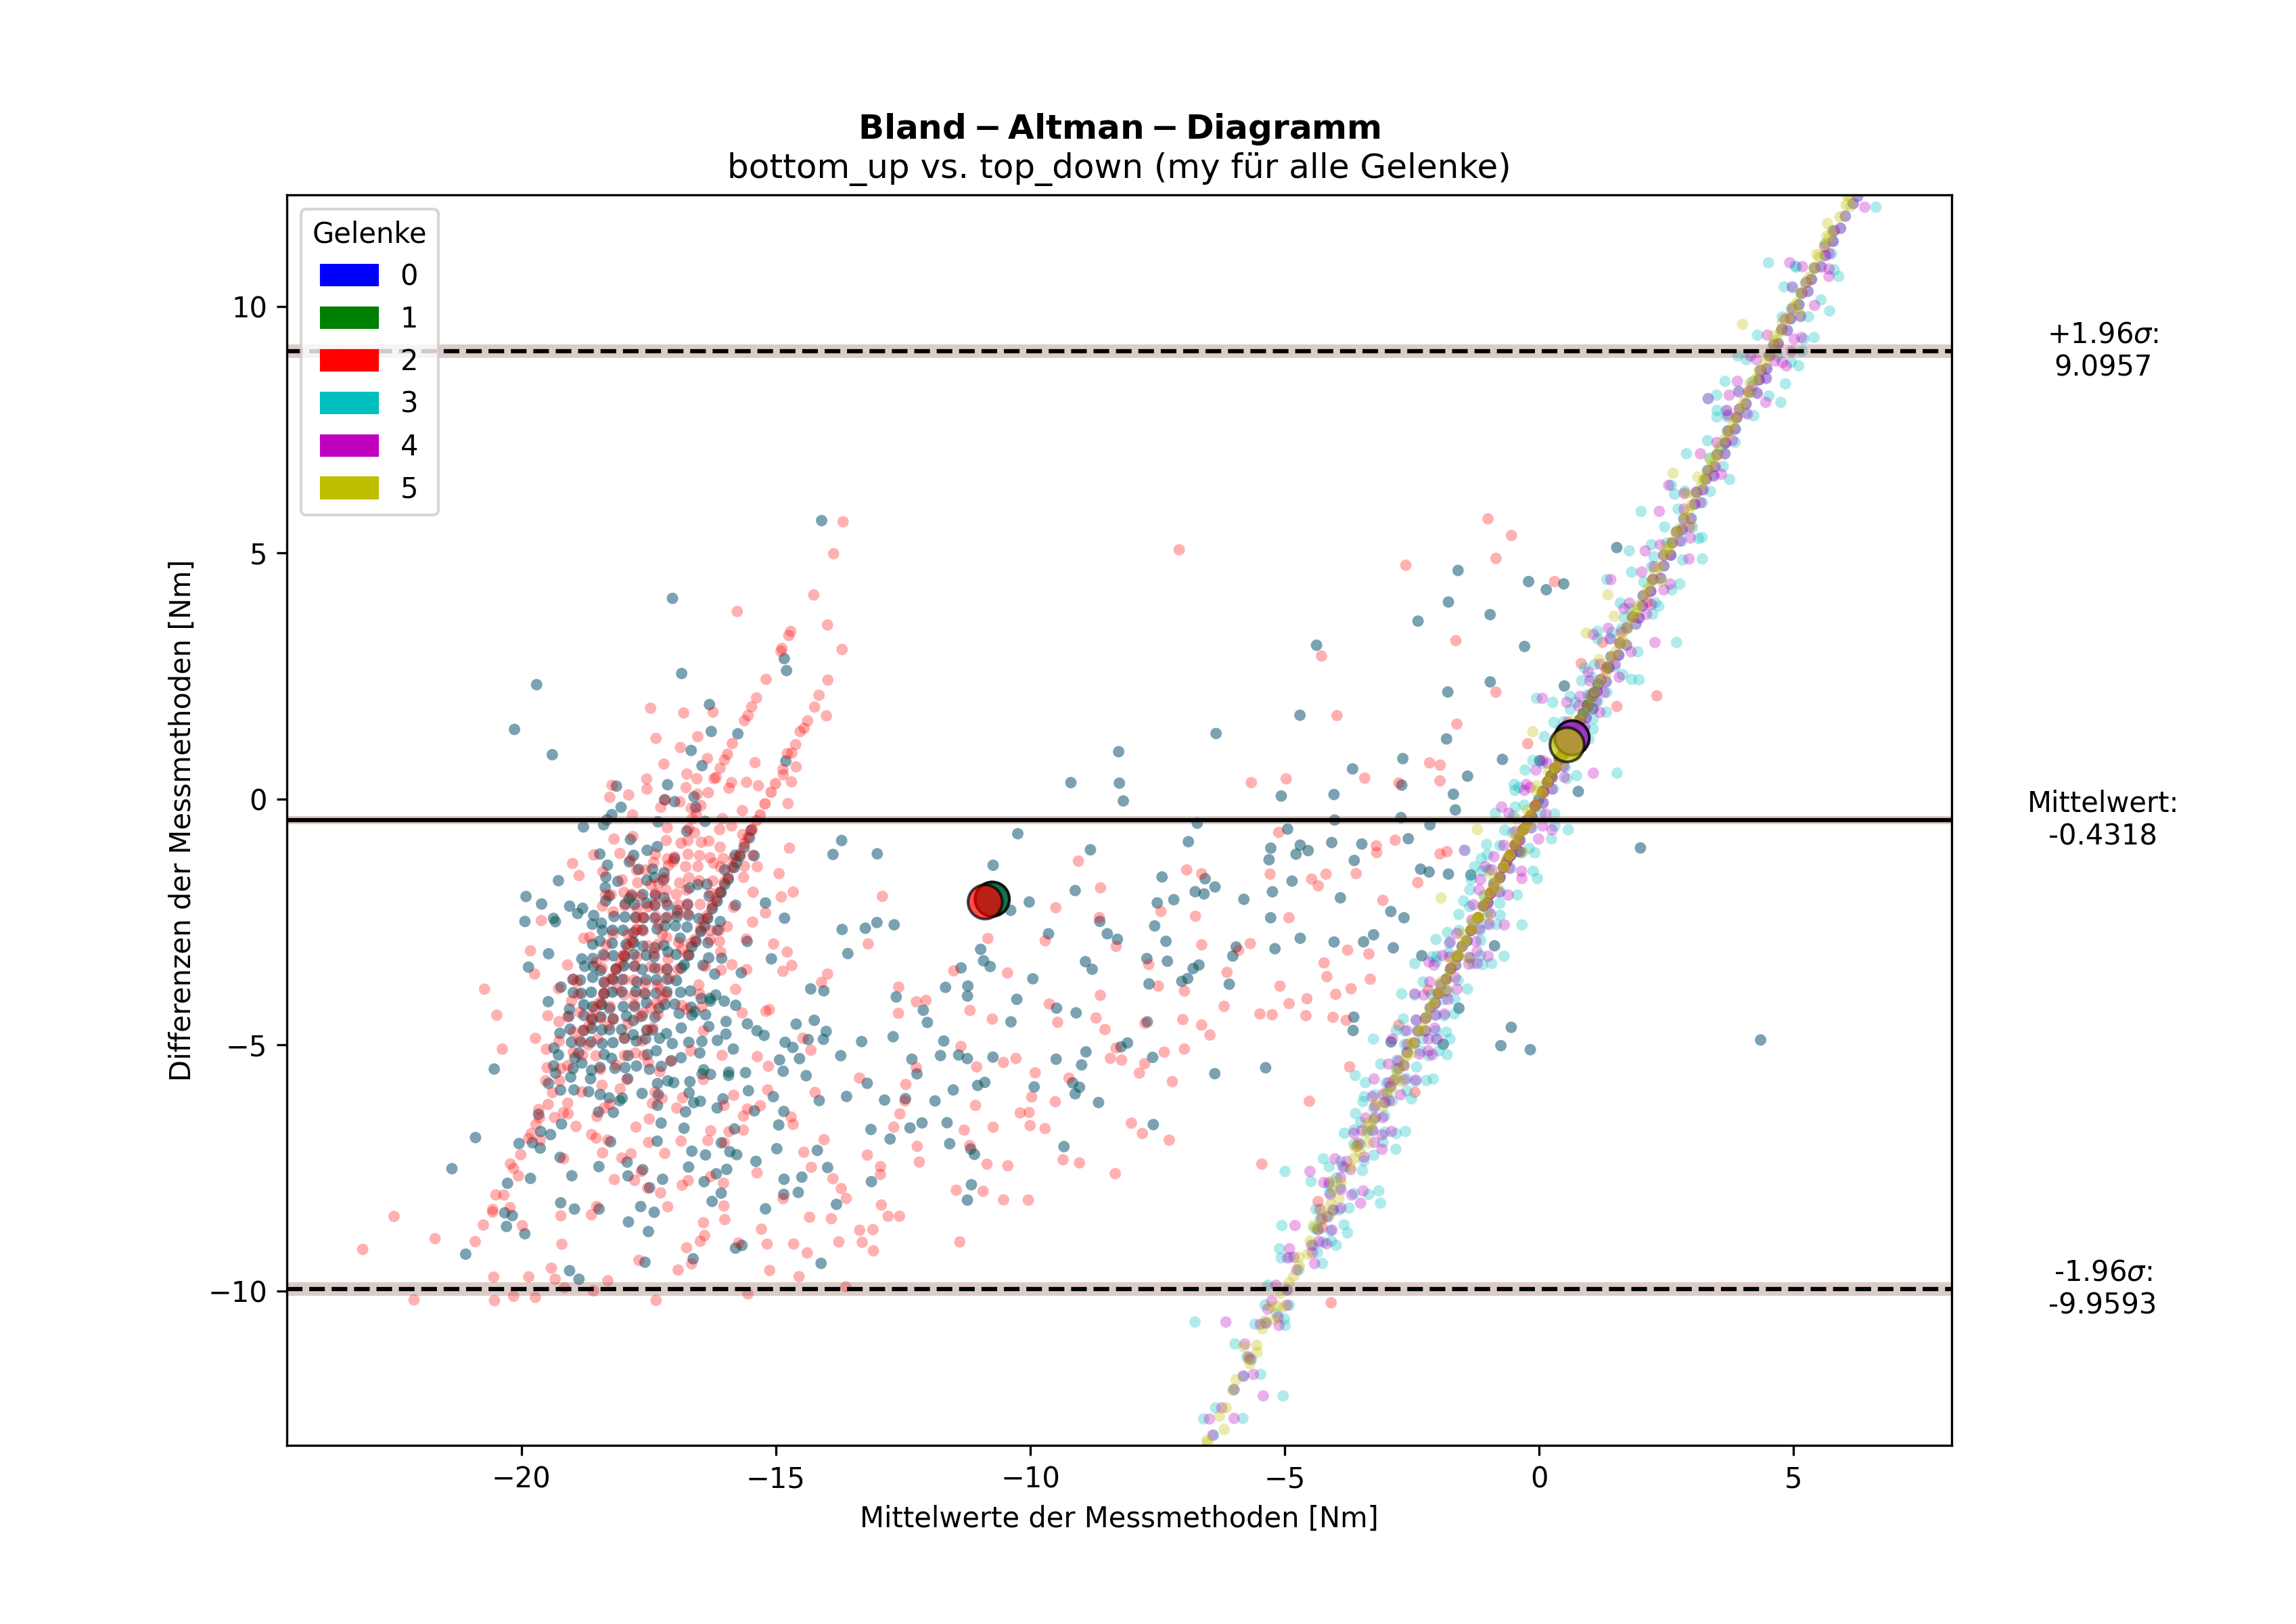 Bland – Altman – Diagramm
bottom_up vs. top_down (my für alle Gelenke)
Gelenke
0
1
2
3
4
5
10
5
0
−5
−10
Differenzen der Messmethoden [Nm]
+1.96σ:
9.0957
Mittelwert:
-0.4318
-1.96σ:
-9.9593
−20
−15
−10
−5
0
5
Mittelwerte der Messmethoden [Nm]